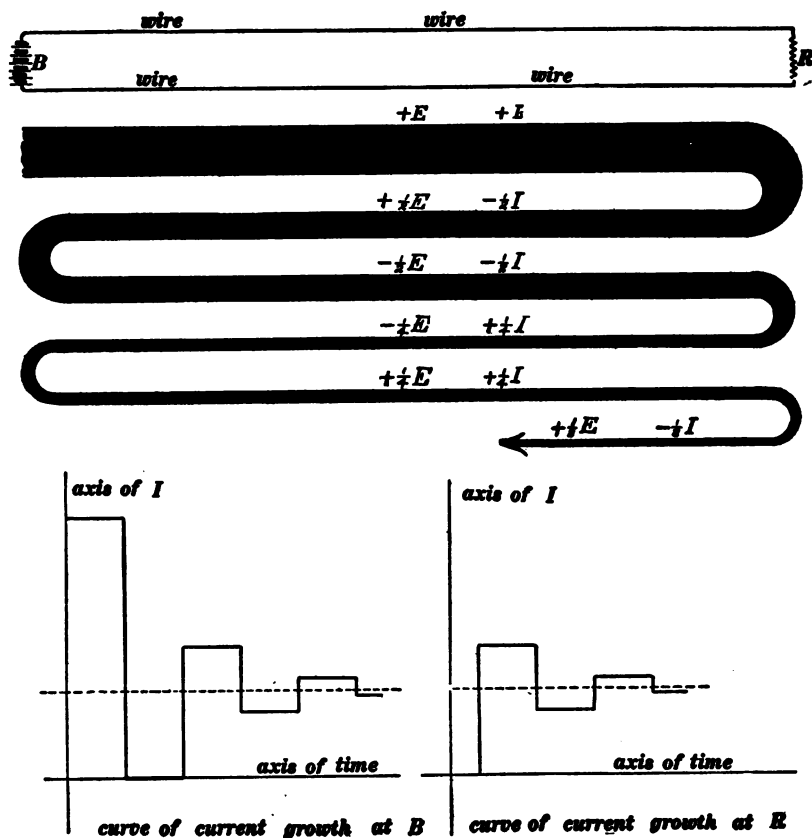 wire wire
B R
wire wire
+E +I
+½E −½I
−½E −½I
−¼E +¼I
+¼E +¼I
+⅛E −⅛I
axis of I axis of I
axis of time axis of time
curve of current growth at B curve of current growth at R